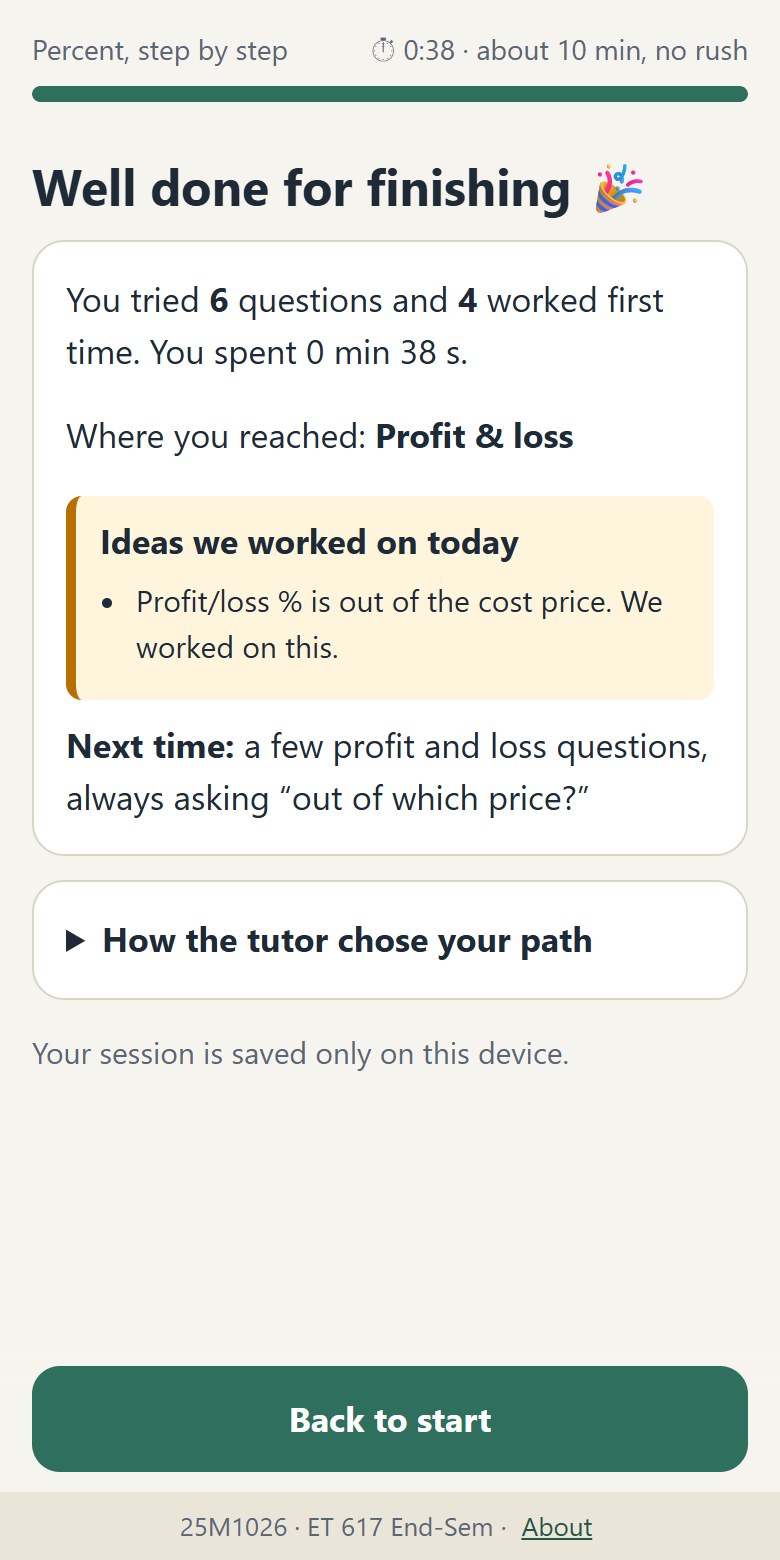 Percent, step by step
⏱ 0:38 · about 10 min, no rush
Well done for finishing 🎉
You tried 6 questions and 4 worked first
time. You spent 0 min 38 s.
Where you reached: Profit & loss
Ideas we worked on today
• Profit/loss % is out of the cost price. We
worked on this.
Next time: a few profit and loss questions,
always asking “out of which price?”
▶ How the tutor chose your path
Your session is saved only on this device.
Back to start
25M1026 · ET 617 End-Sem · About